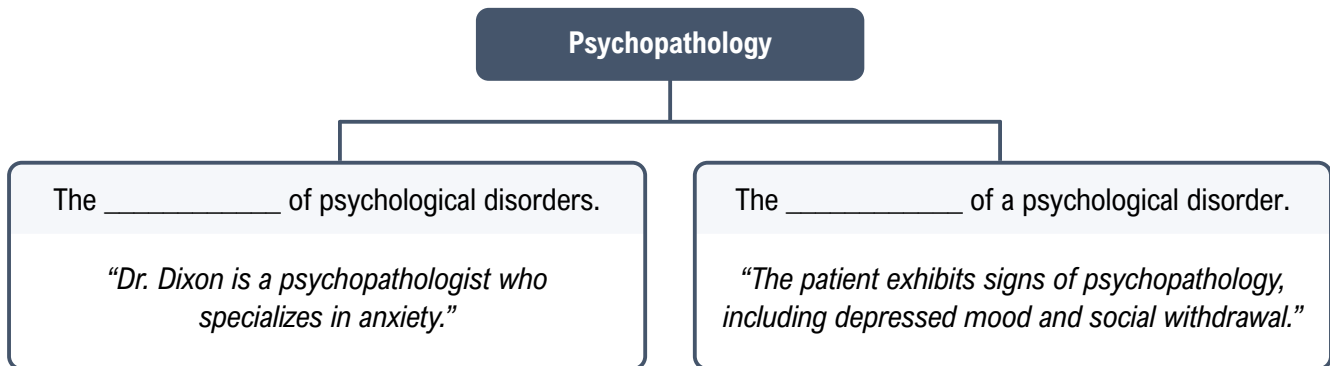 Psychopathology
The ____________ of psychological disorders.
“Dr. Dixon is a psychopathologist who
specializes in anxiety.”
The ____________ of a psychological disorder.
“The patient exhibits signs of psychopathology,
including depressed mood and social withdrawal.”